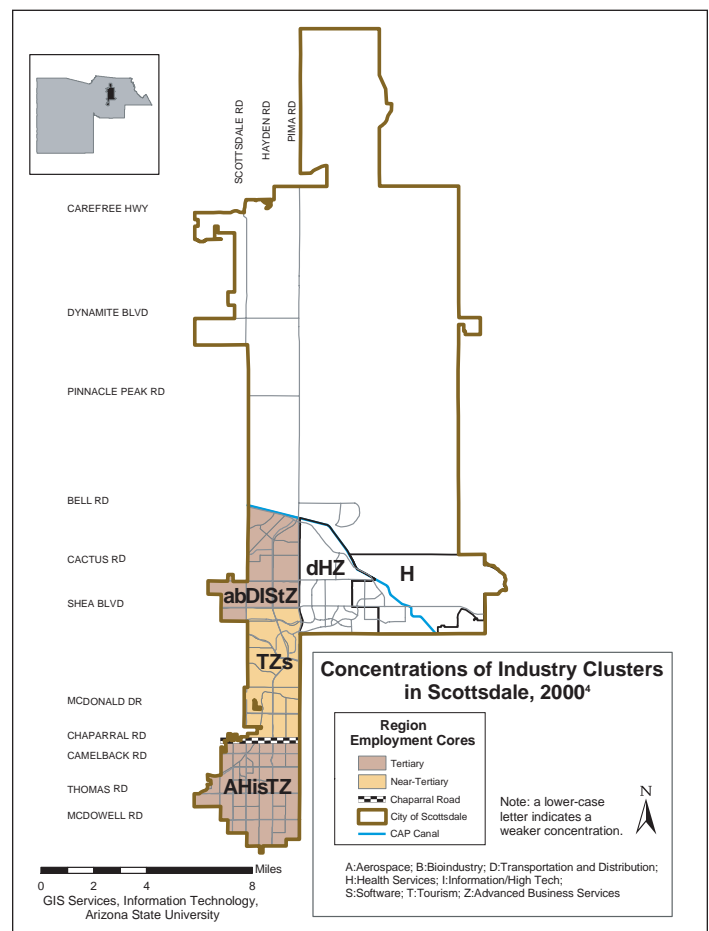 SCOTTSDALE RD
HAYDEN RD
PIMA RD
CAREFREE HWY
DYNAMITE BLVD
PINNACLE PEAK RD
BELL RD
CACTUS RD
SHEA BLVD
MCDONALD DR
CHAPARRAL RD
CAMELBACK RD
THOMAS RD
MCDOWELL RD
dHZ
H
abDIStZ
TZs
AHisTZ
Concentrations of Industry Clusters
in Scottsdale, 2000⁴
Region
Employment Cores
Tertiary
Near-Tertiary
Chaparral Road
City of Scottsdale
CAP Canal
Note: a lower-case
letter indicates a
weaker concentration.
N
A:Aerospace; B:Bioindustry; D:Transportation and Distribution;
H:Health Services; I:Information/High Tech;
S:Software; T:Tourism; Z:Advanced Business Services
Miles
0 2 4 8
GIS Services, Information Technology,
Arizona State University